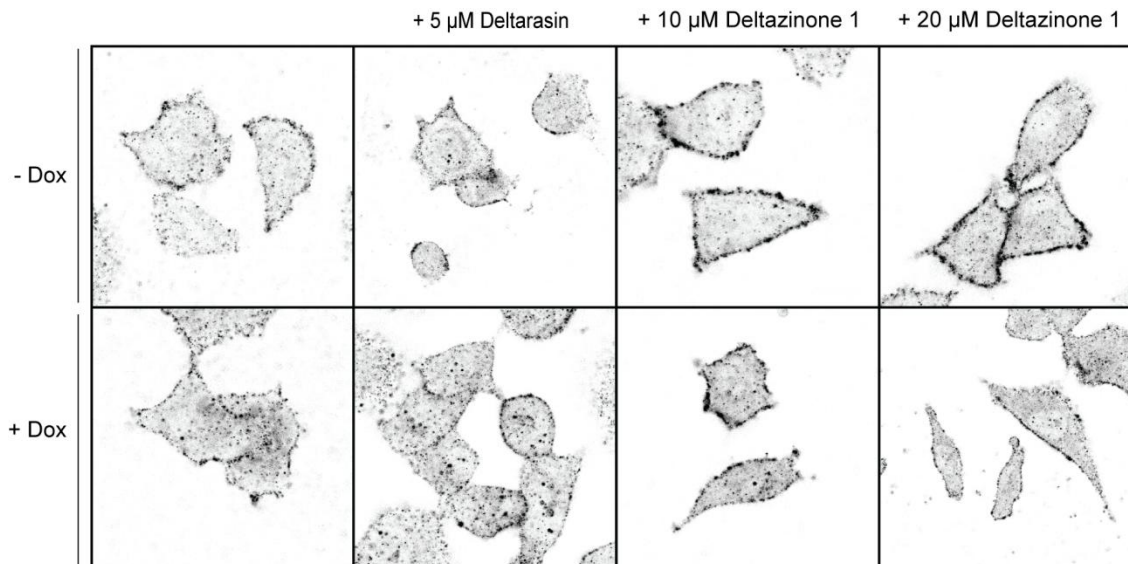 + 5 µM Deltarasin + 10 µM Deltazinone 1 + 20 µM Deltazinone 1
- Dox
+ Dox